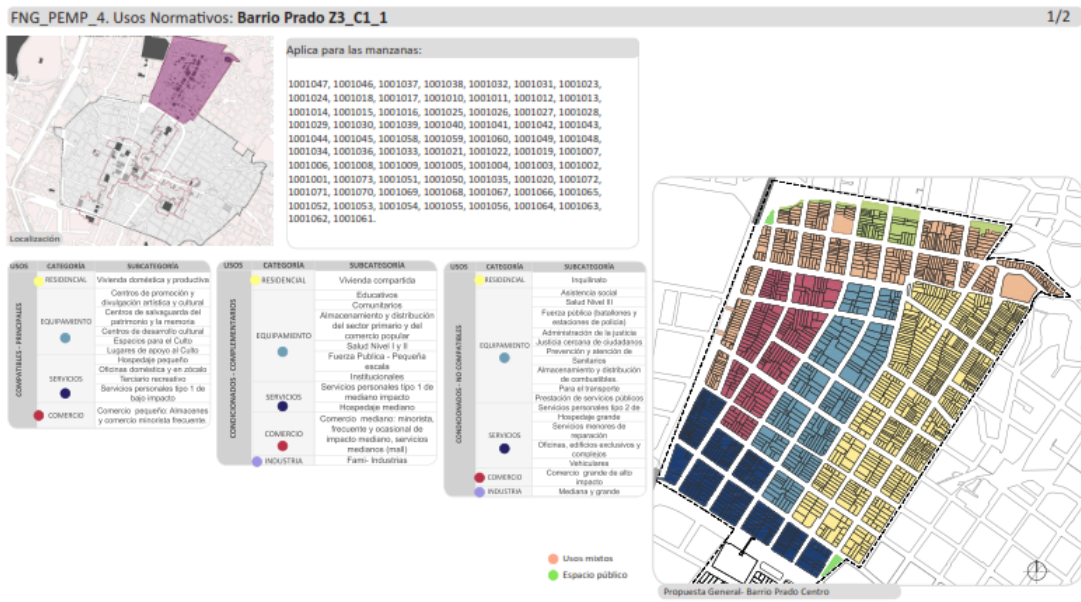 FNG_PEMP_4. Usos Normativos: Barrio Prado Z3_C1_1
1/2
Localización
Aplica para las manzanas:
1001047, 1001046, 1001037, 1001038, 1001032, 1001031, 1001023,
1001024, 1001018, 1001017, 1001010, 1001011, 1001012, 1001013,
1001014, 1001015, 1001016, 1001025, 1001026, 1001027, 1001028,
1001029, 1001030, 1001039, 1001040, 1001041, 1001042, 1001043,
1001044, 1001045, 1001058, 1001059, 1001060, 1001049, 1001048,
1001034, 1001036, 1001033, 1001021, 1001022, 1001019, 1001007,
1001006, 1001008, 1001009, 1001005, 1001004, 1001003, 1001002,
1001001, 1001073, 1001051, 1001050, 1001035, 1001020, 1001072,
1001071, 1001070, 1001069, 1001068, 1001067, 1001066, 1001065,
1001052, 1001053, 1001054, 1001055, 1001056, 1001064, 1001063,
1001062, 1001061.
USOS CATEGORÍA SUBCATEGORÍA
COMPATIBLES - PRINCIPALES
RESIDENCIAL
Vivienda doméstica y productiva
EQUIPAMIENTO
Centros de promoción y
divulgación artística y cultural
Centros de salvaguarda del
patrimonio y la memoria
Centros de desarrollo cultural
Espacios para el Culto
Lugares de apoyo al Culto
SERVICIOS
Hospedaje pequeño
Oficinas doméstica y en zócalo
Terciario recreativo
Servicios personales tipo 1 de
bajo impacto
COMERCIO
Comercio pequeño: Almacenes
y comercio minorista frecuente.
USOS CATEGORÍA SUBCATEGORÍA
CONDICIONADOS - COMPLEMENTARIOS
RESIDENCIAL
Vivienda compartida
EQUIPAMIENTO
Educativos
Comunitarios
Almacenamiento y distribución
del sector primario y del
comercio popular
Salud Nivel I y II
Fuerza Publica - Pequeña
escala
Institucionales
SERVICIOS
Servicios personales tipo 1 de
mediano impacto
Hospedaje mediano
COMERCIO
Comercio mediano: minorista,
frecuente y ocasional de
impacto mediano, servicios
medianos (mall)
INDUSTRIA
Fami- Industrias
USOS CATEGORÍA SUBCATEGORÍA
CONDICIONADOS - NO COMPATIBLES
RESIDENCIAL
Inquilinato
EQUIPAMIENTO
Asistencia social
Salud Nivel III
Fuerza pública (batallones y
estaciones de policía)
Administración de la justicia
Justicia cercana de ciudadanos
Prevención y atención de
Sanitarios
Almacenamiento y distribución
de combustibles.
Para el transporte
Prestación de servicios públicos
SERVICIOS
Servicios personales tipo 2 de
Hospedaje grande
Servicios menores de
reparación
Oficinas, edificios exclusivos y
complejos
Vehiculares
COMERCIO
Comercio grande de alto
impacto
INDUSTRIA
Mediana y grande
Usos mixtos
Espacio público
Propuesta General- Barrio Prado Centro